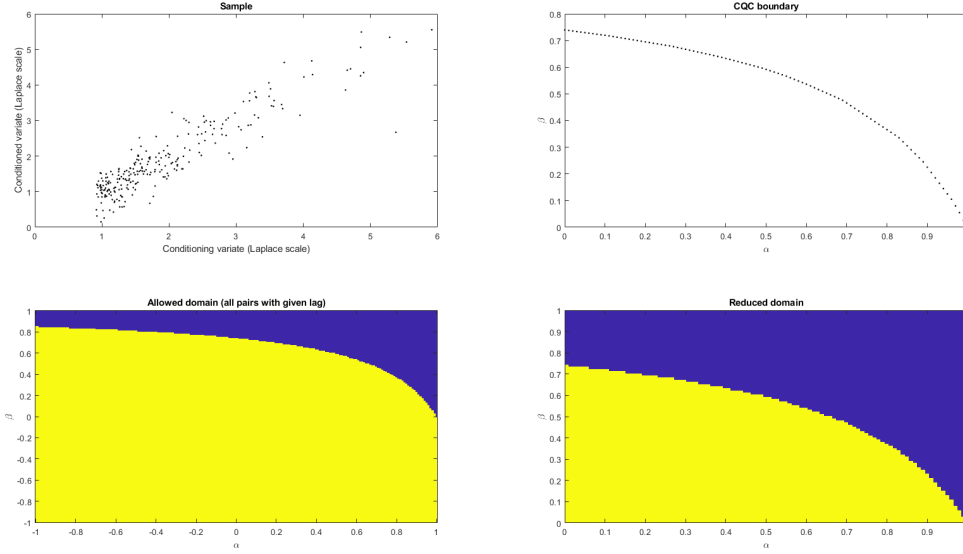 Sample
6
5
4
3
2
1
0
Conditioned variate (Laplace scale)
0 1 2 3 4 5 6
Conditioning variate (Laplace scale)
CQC boundary
0.8
0.7
0.6
0.5
0.4
0.3
0.2
0.1
0
β
0 0.1 0.2 0.3 0.4 0.5 0.6 0.7 0.8 0.9
α
Allowed domain (all pairs with given lag)
1
0.8
0.6
0.4
0.2
0
-0.2
-0.4
-0.6
-0.8
-1
β
-1 -0.8 -0.6 -0.4 -0.2 0 0.2 0.4 0.6 0.8 1
α
Reduced domain
1
0.9
0.8
0.7
0.6
0.5
0.4
0.3
0.2
0.1
0
β
0 0.1 0.2 0.3 0.4 0.5 0.6 0.7 0.8 0.9
α